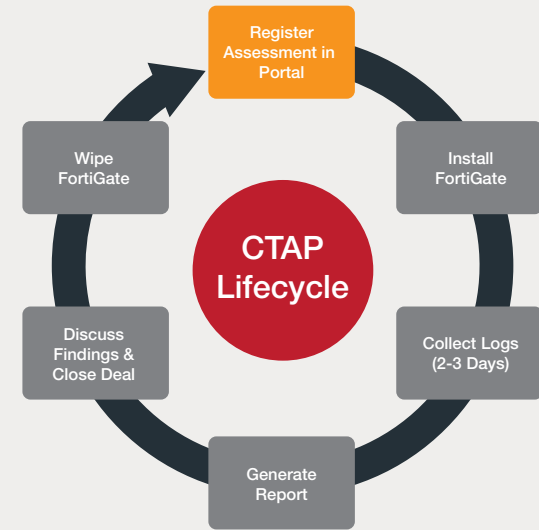 Register
Assessment in
Portal
Install
FortiGate
Collect Logs
(2-3 Days)
Generate
Report
Discuss
Findings &
Close Deal
Wipe
FortiGate
CTAP
Lifecycle